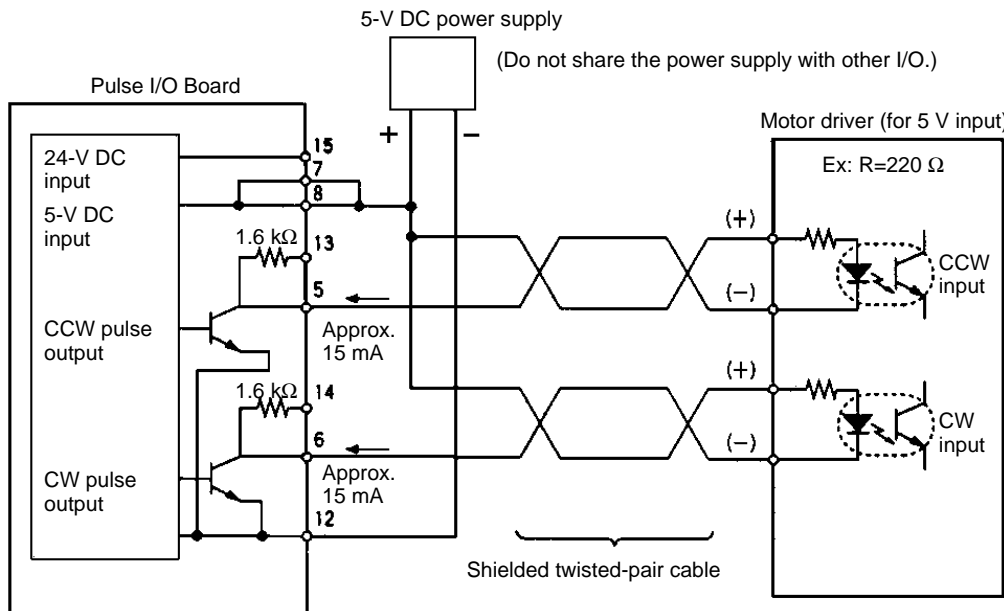 5-V DC power supply
(Do not share the power supply with other I/O.)
Pulse I/O Board
+
−
Motor driver (for 5 V input)
Ex: R=220 Ω
24-V DC
input
15
7
8
5-V DC
input
1.6 kΩ
13
5
CCW pulse
output
Approx.
15 mA
(+)
(−)
CCW
input
1.6 kΩ
14
6
CW pulse
output
Approx.
15 mA
12
(+)
(−)
CW
input
Shielded twisted-pair cable